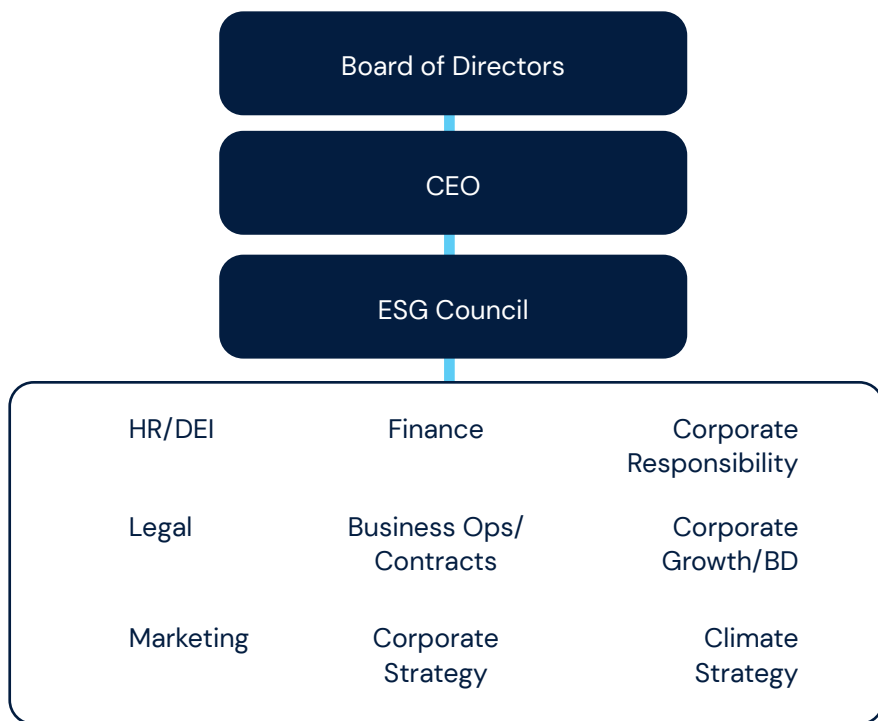 Board of Directors
CEO
ESG Council
HR/DEI
Finance
Corporate
Responsibility
Legal
Business Ops/
Contracts
Corporate
Growth/BD
Marketing
Corporate
Strategy
Climate
Strategy